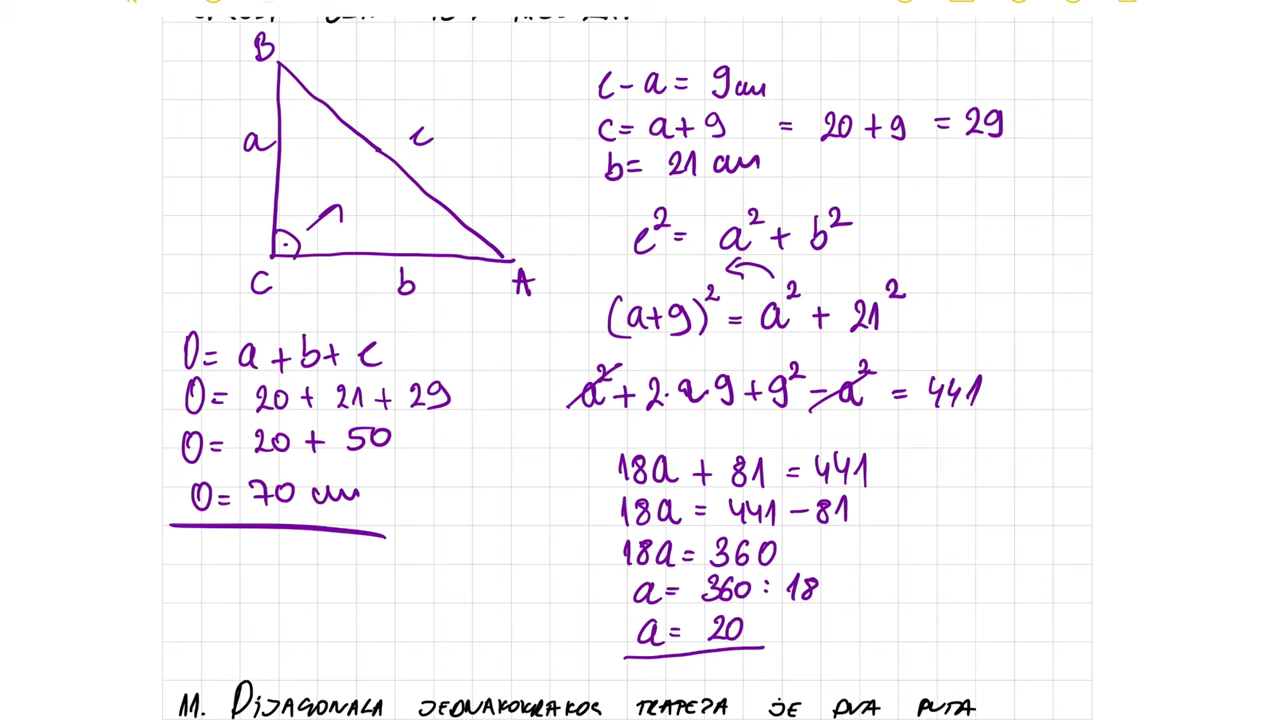 B
a
c
C
b
A
c - a = 9cm
c = a + 9 = 20 + 9 = 29
b = 21 cm
c² = a² + b²
(a+9)² = a² + 21²
a² + 2·a·9 + 9² - a² = 441
18a + 81 = 441
18a = 441 - 81
18a = 360
a = 360 : 18
a = 20
O = a + b + c
O = 20 + 21 + 29
O = 20 + 50
O = 70 cm
11. DIJAGONALA JEDNAKOKRAKOG TRAPEZA JE DVA PUTA